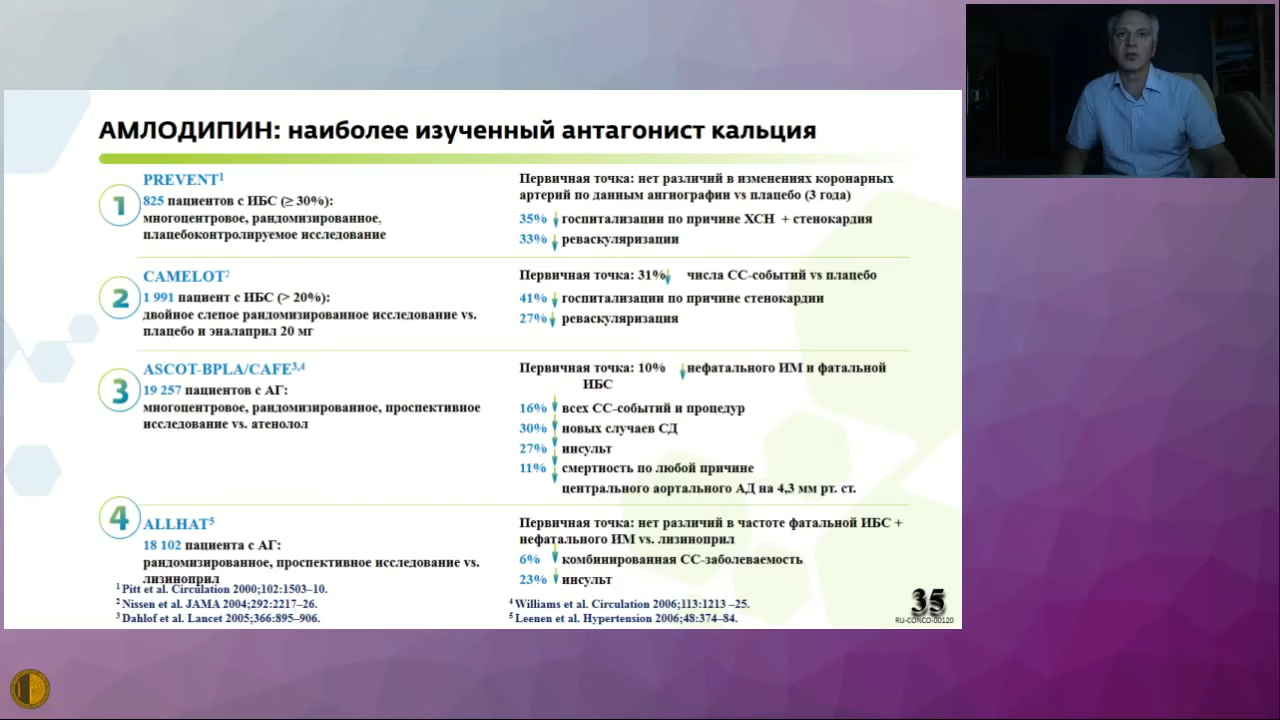 АМЛОДИПИН: наиболее изученный антагонист кальция
1
PREVENT¹
825 пациентов с ИБС (≥ 30%):
многоцентровое, рандомизированное,
плацебоконтролируемое исследование
Первичная точка: нет различий в изменениях коронарных
артерий по данным ангиографии vs плацебо (3 года)
35% ↓ госпитализации по причине ХСН + стенокардия
33% ↓ реваскуляризации
2
CAMELOT²
1 991 пациент с ИБС (> 20%):
двойное слепое рандомизированное исследование vs.
плацебо и эналаприл 20 мг
Первичная точка: 31%↓ числа СС-событий vs плацебо
41% ↓ госпитализации по причине стенокардии
27% ↓ реваскуляризация
3
ASCOT-BPLA/CAFE³,⁴
19 257 пациентов с АГ:
многоцентровое, рандомизированное, проспективное
исследование vs. атенолол
Первичная точка: 10% ↓нефатального ИМ и фатальной
ИБС
16% ↓ всех СС-событий и процедур
30% ↓ новых случаев СД
27% ↓ инсульт
11% ↓ смертность по любой причине
↓ центрального аортального АД на 4,3 мм рт. ст.
4
ALLHAT⁵
18 102 пациента с АГ:
рандомизированное, проспективное исследование vs.
лизиноприл
Первичная точка: нет различий в частоте фатальной ИБС +
нефатального ИМ vs. лизиноприл
6% ↓ комбинированная СС-заболеваемость
23% ↓ инсульт
¹ Pitt et al. Circulation 2000;102:1503–10.
² Nissen et al. JAMA 2004;292:2217–26.
³ Dahlof et al. Lancet 2005;366:895–906.
⁴ Williams et al. Circulation 2006;113:1213 –25.
⁵ Leenen et al. Hypertension 2006;48:374–84.
35
RU-CONCO-00120